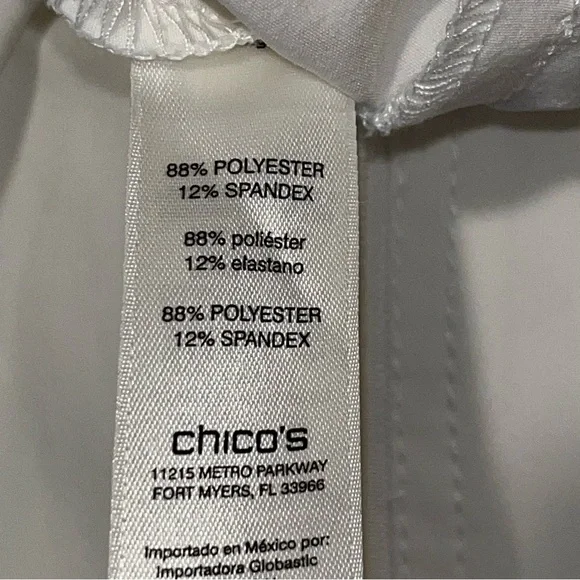 88% POLYESTER
12% SPANDEX
88% poliéster
12% elastano
88% POLYESTER
12% SPANDEX
chico's
11215 METRO PARKWAY
FORT MYERS, FL 33966
Importado en México por:
Importadora Globastic